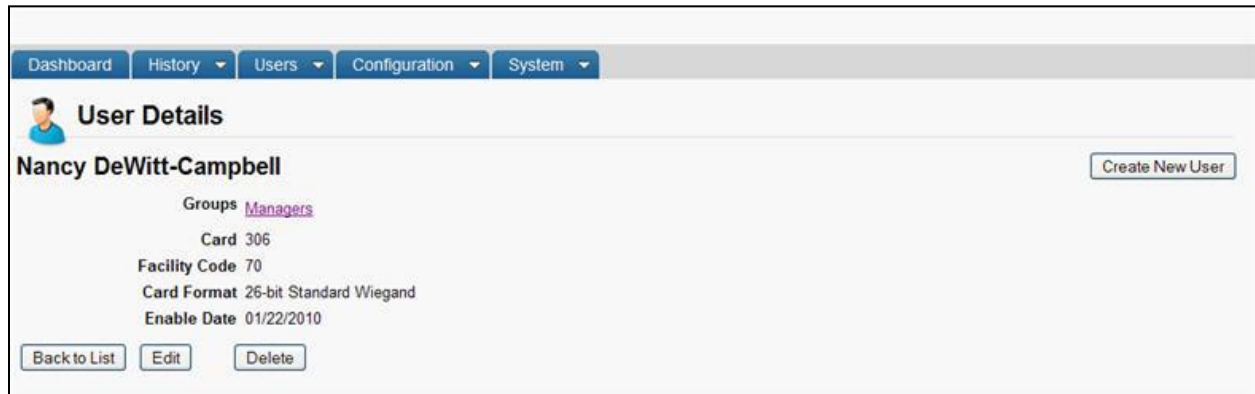 Dashboard History Users Configuration System
User Details
Nancy DeWitt-Campbell
Create New User
Groups Managers
Card 306
Facility Code 70
Card Format 26-bit Standard Wiegand
Enable Date 01/22/2010
Back to List Edit Delete